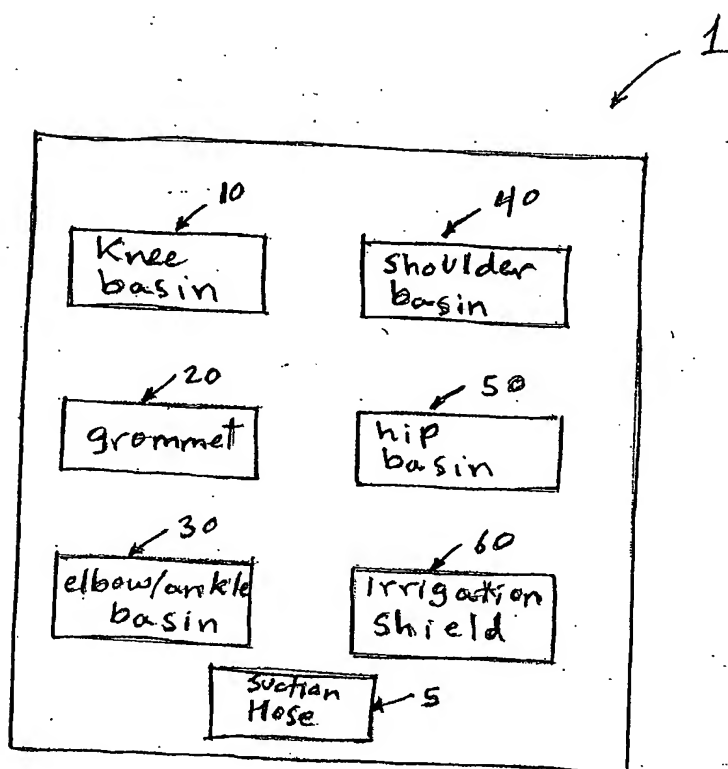 1
10
Knee
basin
40
Shoulder
basin
20
grommet
50
hip
basin
30
elbow/ankle
basin
60
Irrigation
Shield
Suction
Hose
5